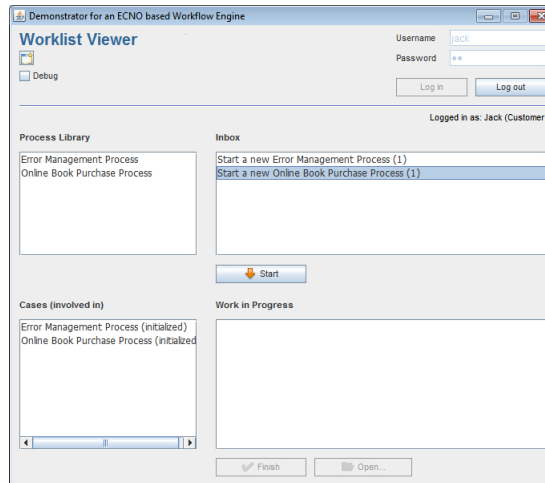 Demonstrator for an ECNO based Workflow Engine
Worklist Viewer
Username jack
Password
Debug
Log in Log out
Logged in as: Jack (Customer
Process Library
Error Management Process
Online Book Purchase Process
Inbox
Start a new Error Management Process (1)
Start a new Online Book Purchase Process (1)
Start
Cases (involved in)
Error Management Process (initialized)
Online Book Purchase Process (initialized
Work in Progress
Finish Open...